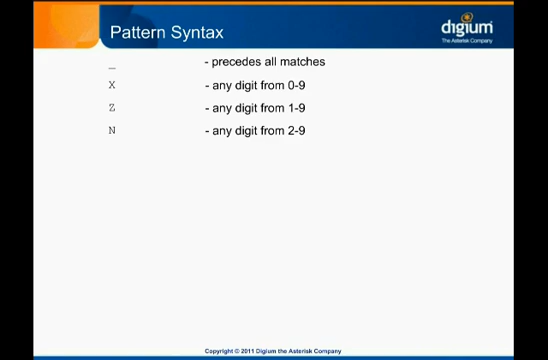 Pattern Syntax
digium
The Asterisk Company
_ - precedes all matches
X - any digit from 0-9
Z - any digit from 1-9
N - any digit from 2-9
Copyright © 2011 Digium the Asterisk Company